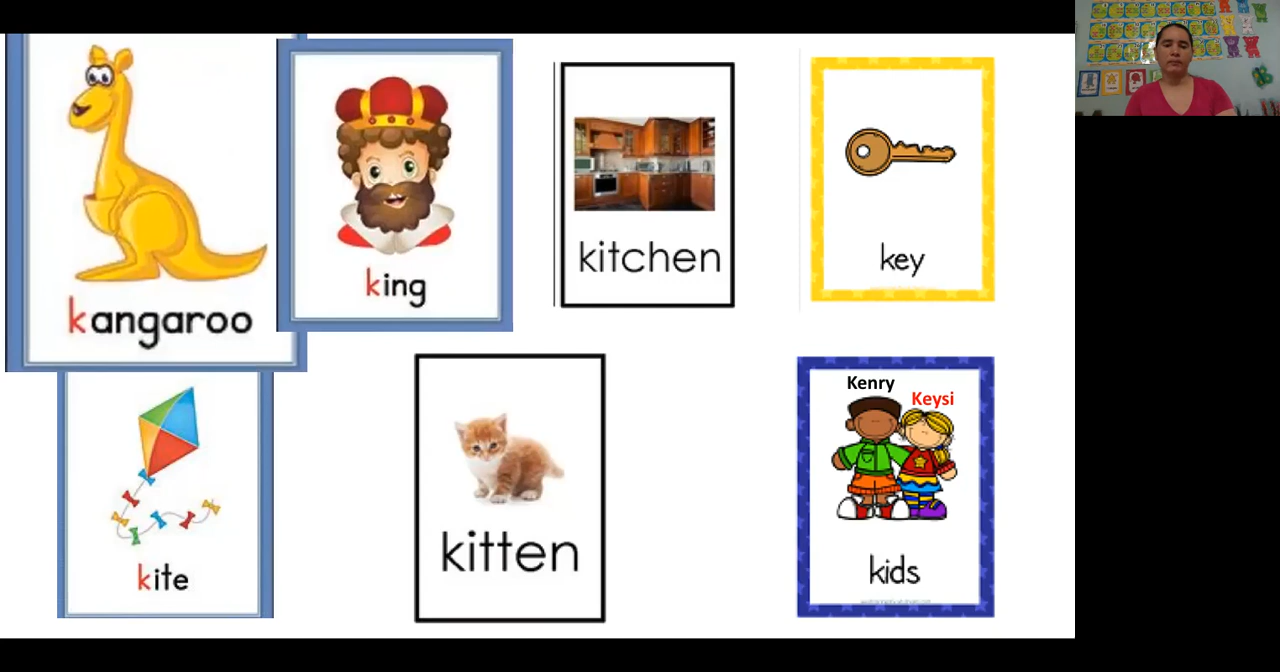 kangaroo
king
kitchen
key
kite
kitten
Kenry
Keysi
kids